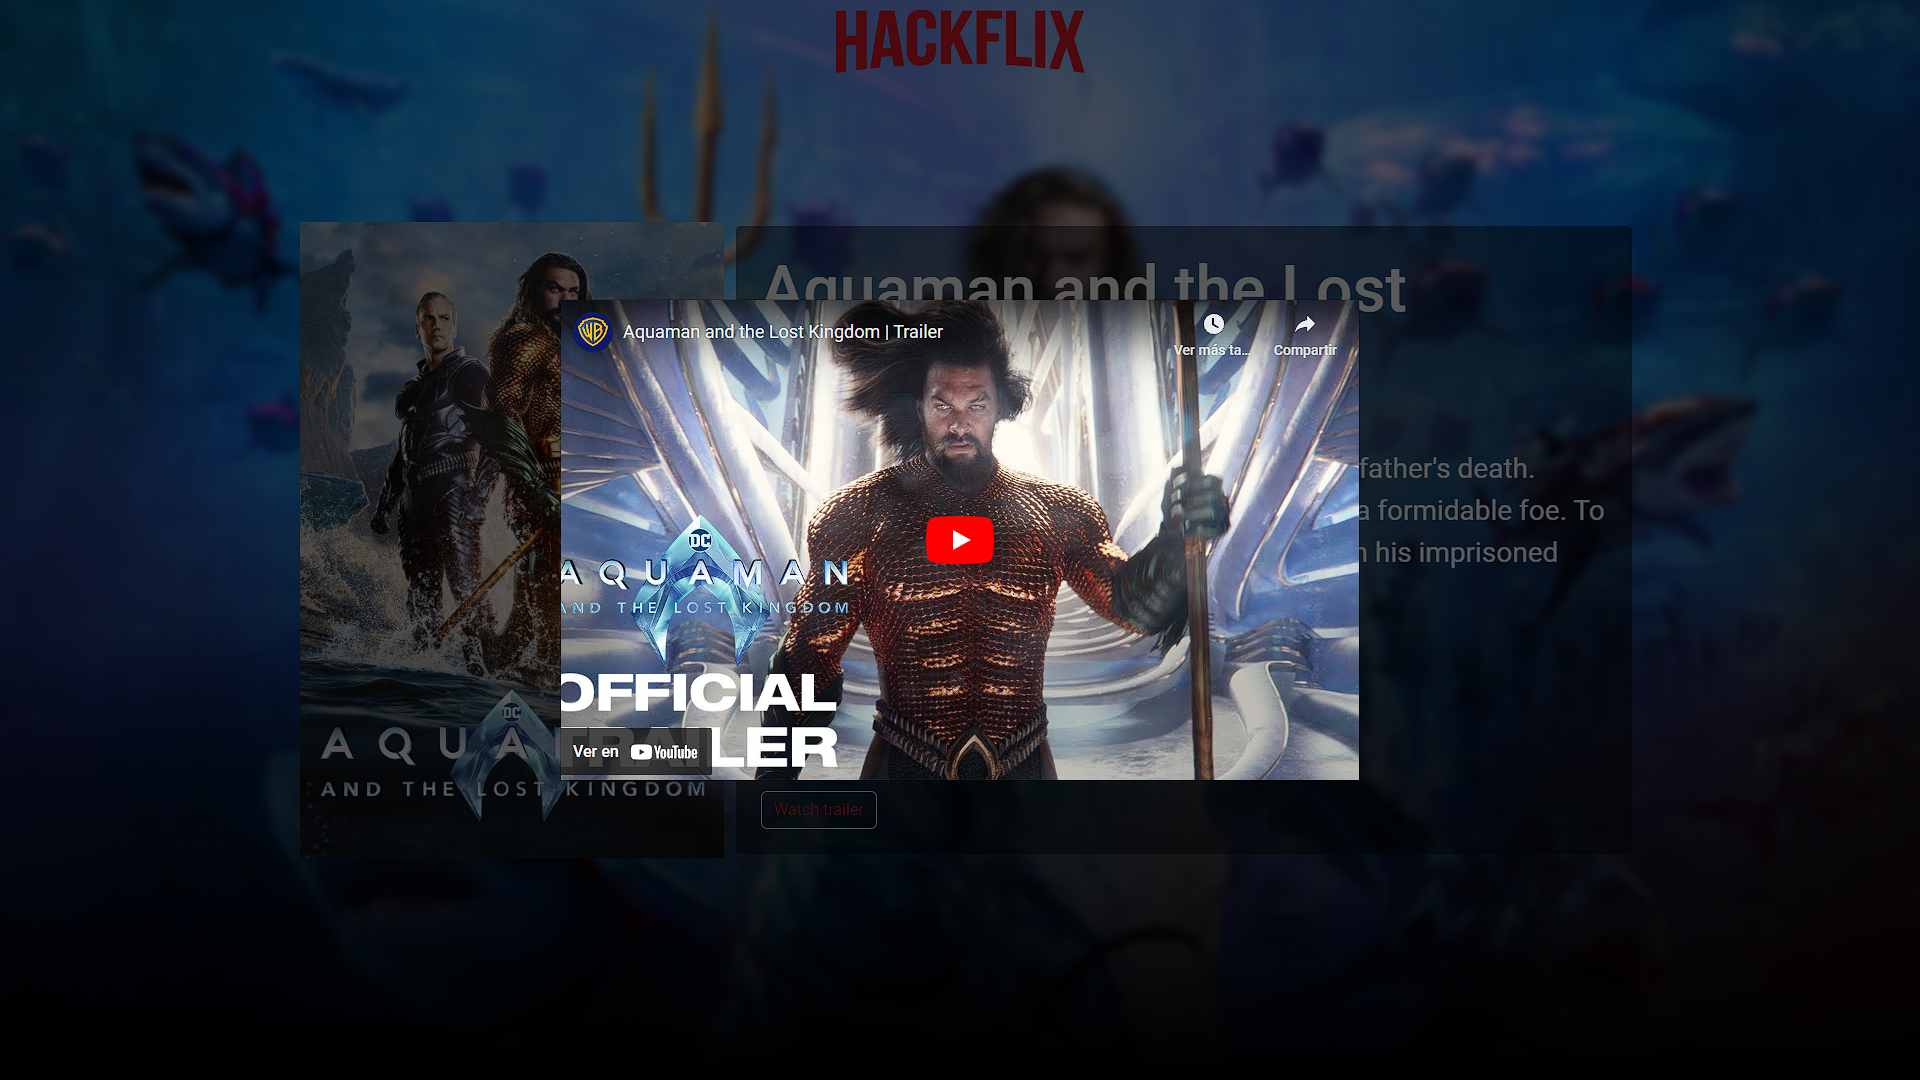 HACKFLIX
Aquaman and the Lost
Aquaman and the Lost Kingdom | Trailer
Ver más ta...
Compartir
father's death.
a formidable foe. To
his imprisoned
DC
AQUAMAN
AND THE LOST KINGDOM
OFFICIAL
TRAILER
Ver en YouTube
DC
AQUA
AND THE LOST KINGDOM
Watch trailer